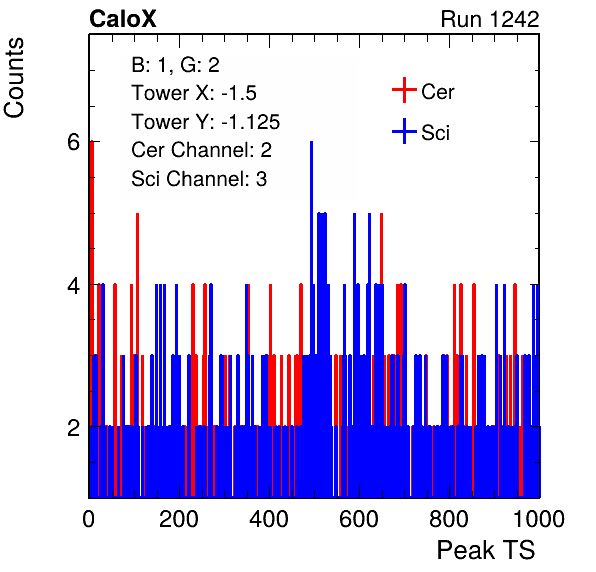 CaloX Run 1242
Counts
B: 1, G: 2
Tower X: -1.5
Tower Y: -1.125
Cer Channel: 2
Sci Channel: 3
Cer
Sci
6
4
2
0 200 400 600 800 1000
Peak TS